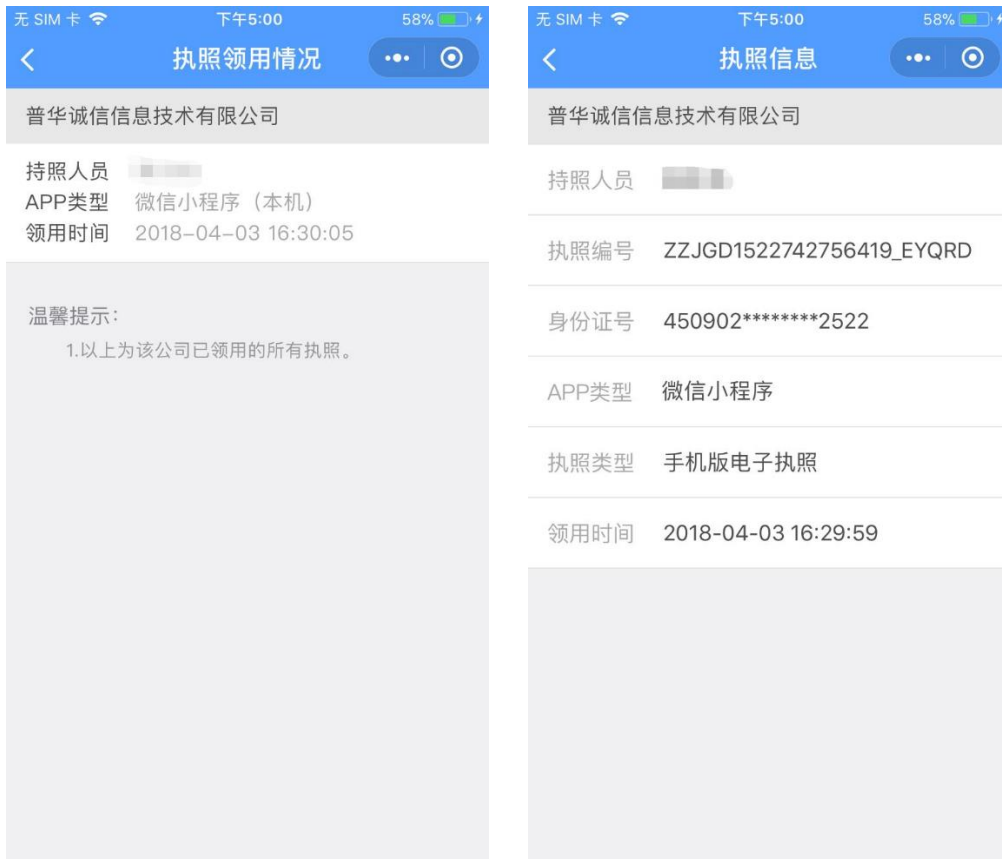 无 SIM 卡 下午5:00 58%
执照领用情况
普华诚信信息技术有限公司
持照人员
APP类型 微信小程序（本机）
领用时间 2018-04-03 16:30:05
温馨提示：
1.以上为该公司已领用的所有执照。
无 SIM 卡 下午5:00 58%
执照信息
普华诚信信息技术有限公司
持照人员
执照编号 ZZJGD1522742756419_EYQRD
身份证号 450902********2522
APP类型 微信小程序
执照类型 手机版电子执照
领用时间 2018-04-03 16:29:59